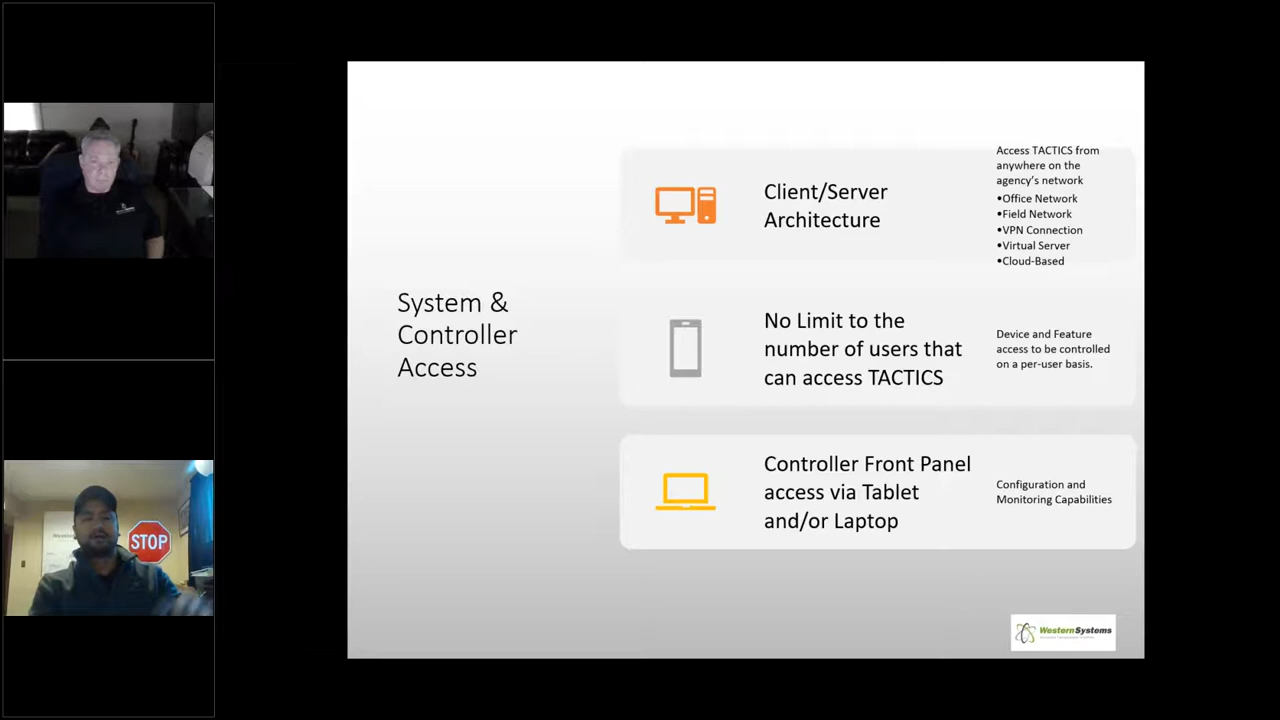 System &
Controller
Access
Client/Server
Architecture
Access TACTICS from
anywhere on the
agency's network
•Office Network
•Field Network
•VPN Connection
•Virtual Server
•Cloud-Based
No Limit to the
number of users that
can access TACTICS
Device and Feature
access to be controlled
on a per-user basis.
Controller Front Panel
access via Tablet
and/or Laptop
Configuration and
Monitoring Capabilities
WesternSystems
STOP